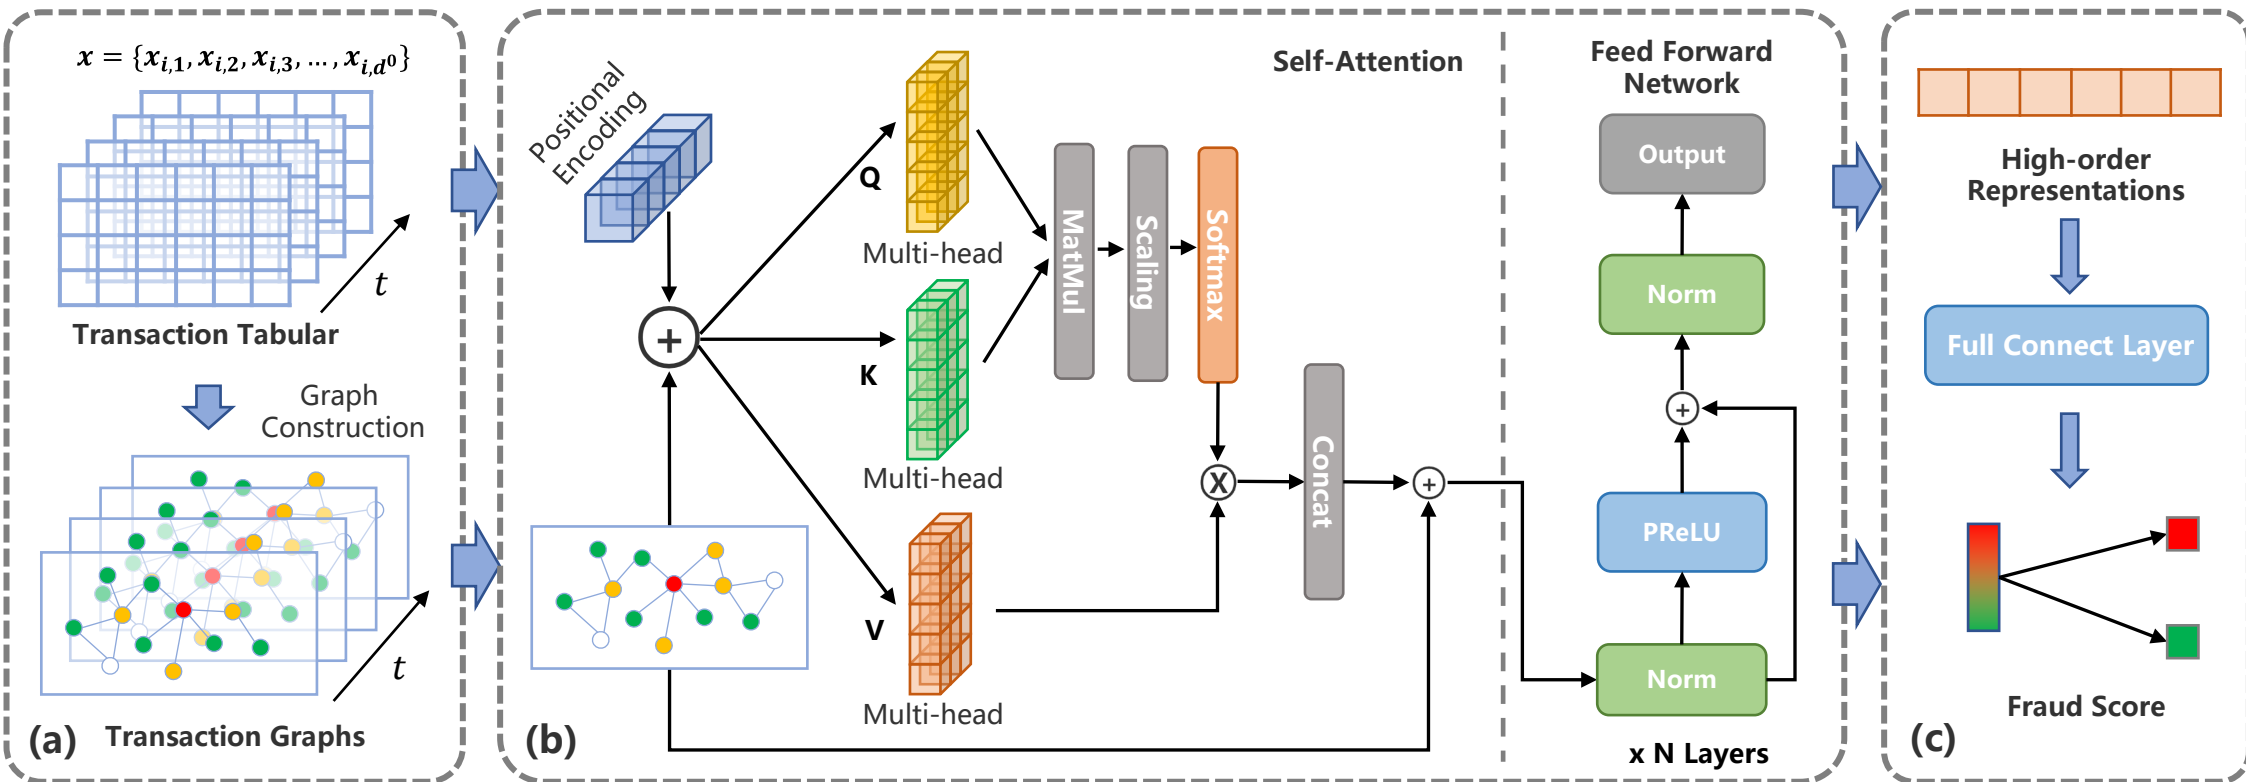 x = {x_{i,1}, x_{i,2}, x_{i,3}, ..., x_{i,d^0}}
t
Transaction Tabular
Graph
Construction
t
Transaction Graphs
(a)
Positional
Encoding
+
Q
Multi-head
K
Multi-head
V
Multi-head
MatMul
Scaling
Softmax
X
Concat
+
Self-Attention
(b)
Feed Forward
Network
Output
Norm
+
PReLU
Norm
x N Layers
High-order
Representations
Full Connect Layer
Fraud Score
(c)